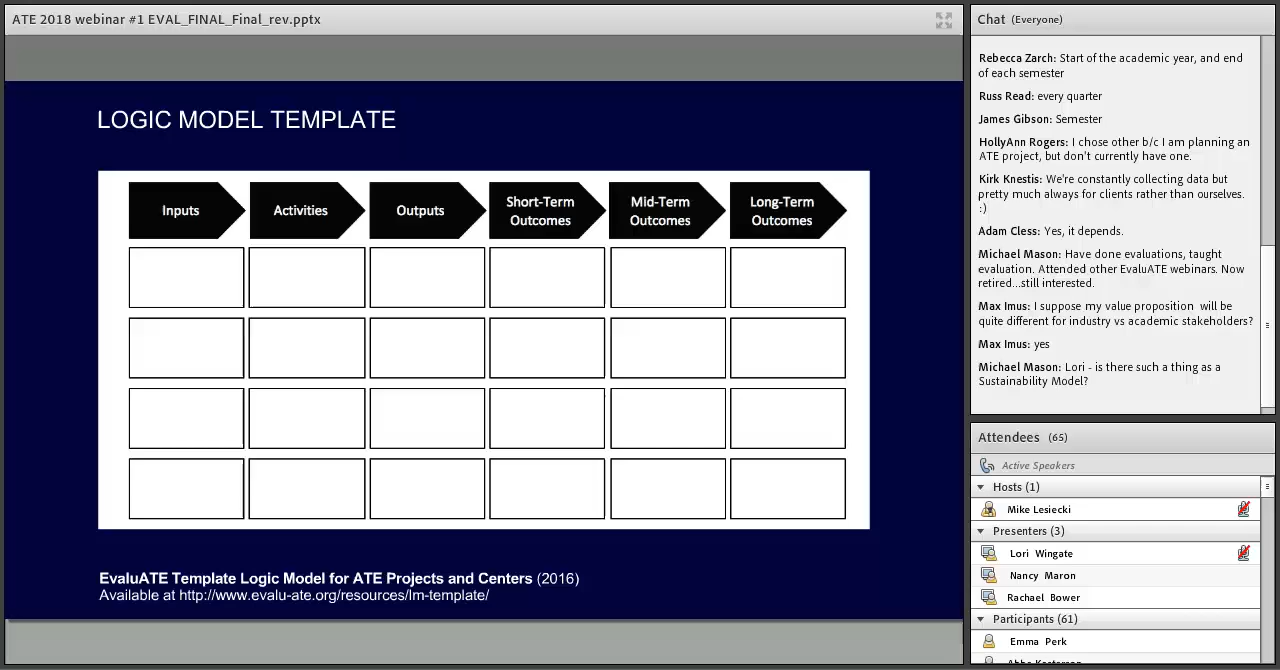 ATE 2018 webinar #1 EVAL_FINAL_Final_rev.pptx
LOGIC MODEL TEMPLATE
Inputs
Activities
Outputs
Short-Term
Outcomes
Mid-Term
Outcomes
Long-Term
Outcomes
EvaluATE Template Logic Model for ATE Projects and Centers (2016)
Available at http://www.evalu-ate.org/resources/lm-template/
Chat (Everyone)
Rebecca Zarch: Start of the academic year, and end
of each semester
Russ Read: every quarter
James Gibson: Semester
HollyAnn Rogers: I chose other b/c I am planning an
ATE project, but don't currently have one.
Kirk Knestis: We're constantly collecting data but
pretty much always for clients rather than ourselves.
:)
Adam Cless: Yes, it depends.
Michael Mason: Have done evaluations, taught
evaluation. Attended other EvaluATE webinars. Now
retired...still interested.
Max Imus: I suppose my value proposition will be
quite different for industry vs academic stakeholders?
Max Imus: yes
Michael Mason: Lori - is there such a thing as a
Sustainability Model?
Attendees (65)
Active Speakers
Hosts (1)
Mike Lesiecki
Presenters (3)
Lori Wingate
Nancy Maron
Rachael Bower
Participants (61)
Emma Perk